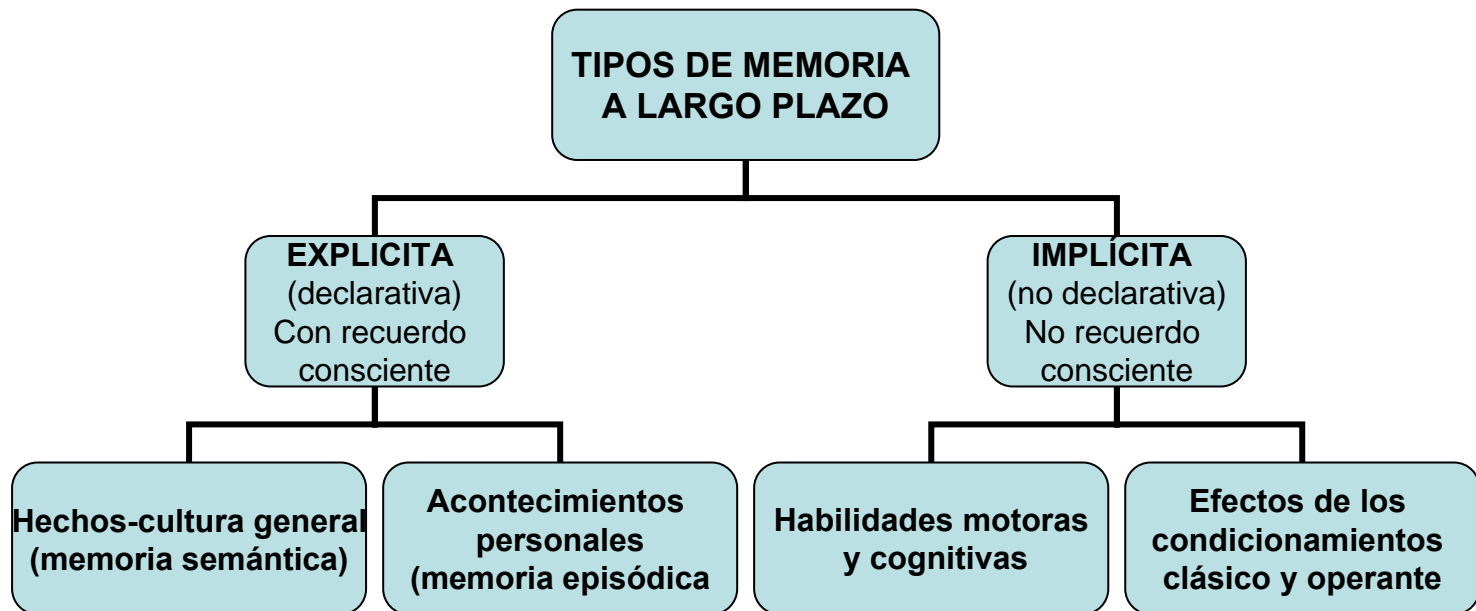 TIPOS DE MEMORIA
A LARGO PLAZO
EXPLICITA
(declarativa)
Con recuerdo
consciente
IMPLÍCITA
(no declarativa)
No recuerdo
consciente
Hechos-cultura general
(memoria semántica)
Acontecimientos
personales
(memoria episódica
Habilidades motoras
y cognitivas
Efectos de los
condicionamientos
clásico y operante